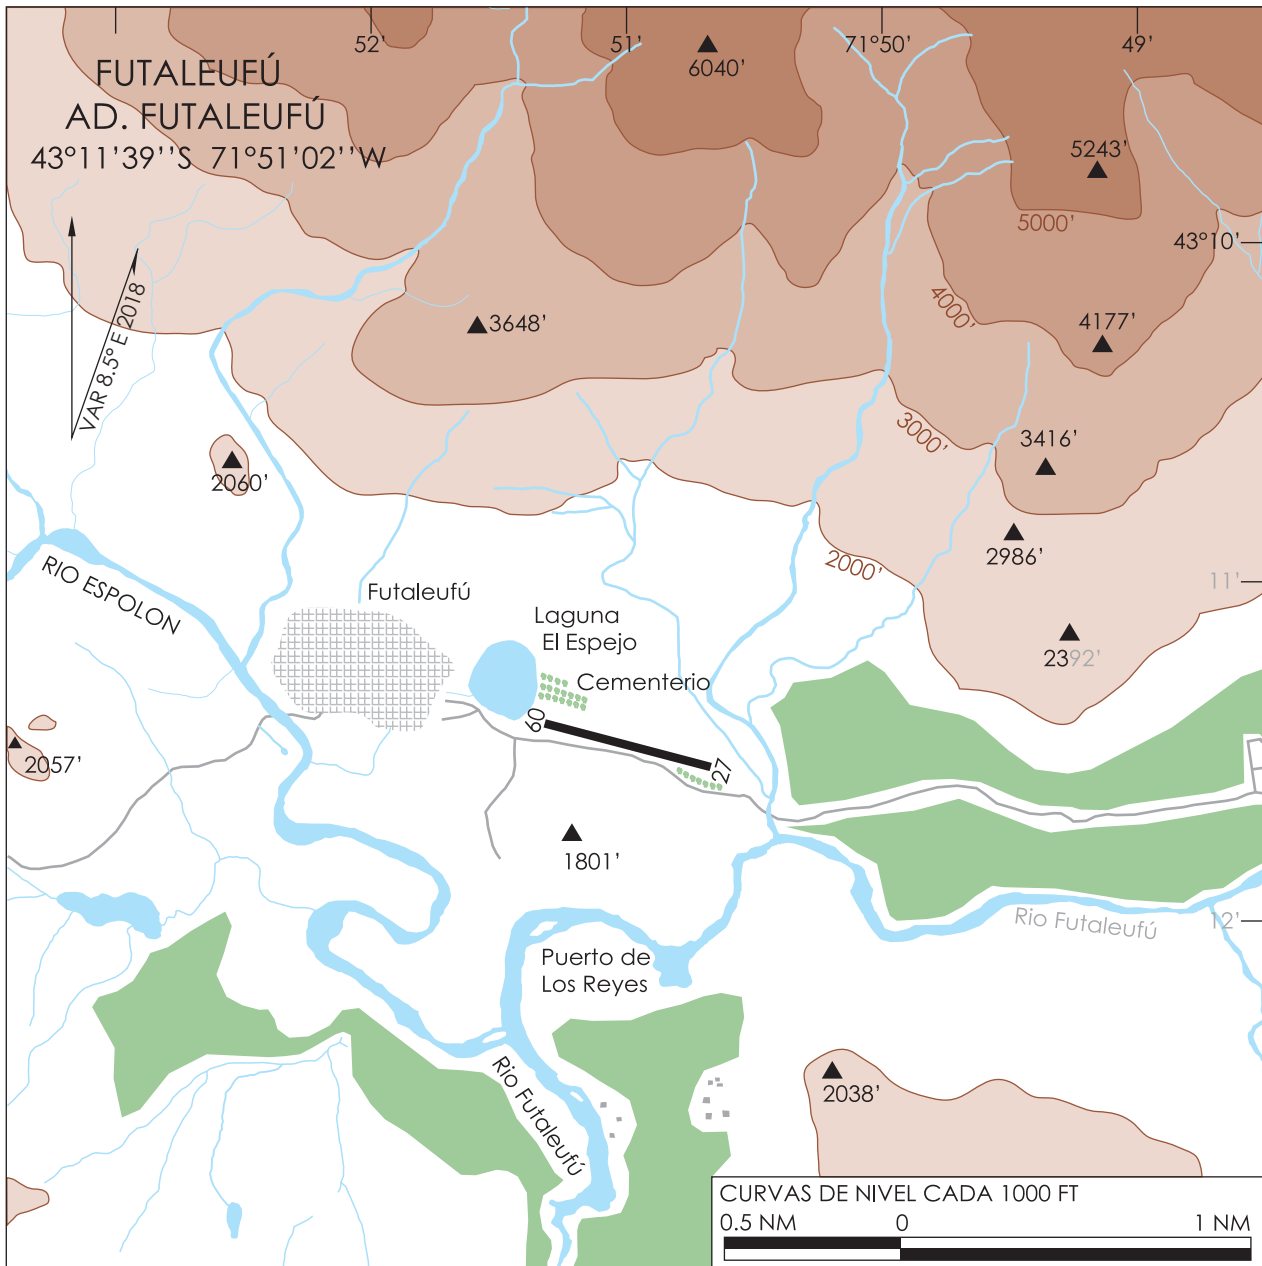 52'
51'
71°50'
49'
FUTALEUFÚ
AD. FUTALEUFÚ
43°11'39''S 71°51'02''W
6040'
5243'
5000'
43°10'
VAR 8.5° E 2018
3648'
4000'
4177'
3000'
3416'
2060'
2986'
2000'
RIO ESPOLON
11'
Futaleufú
Laguna
El Espejo
2392'
Cementerio
09
27
2057'
1801'
Rio Futaleufú
12'
Puerto de
Los Reyes
Rio Futaleufú
2038'
CURVAS DE NIVEL CADA 1000 FT
0.5 NM 0 1 NM